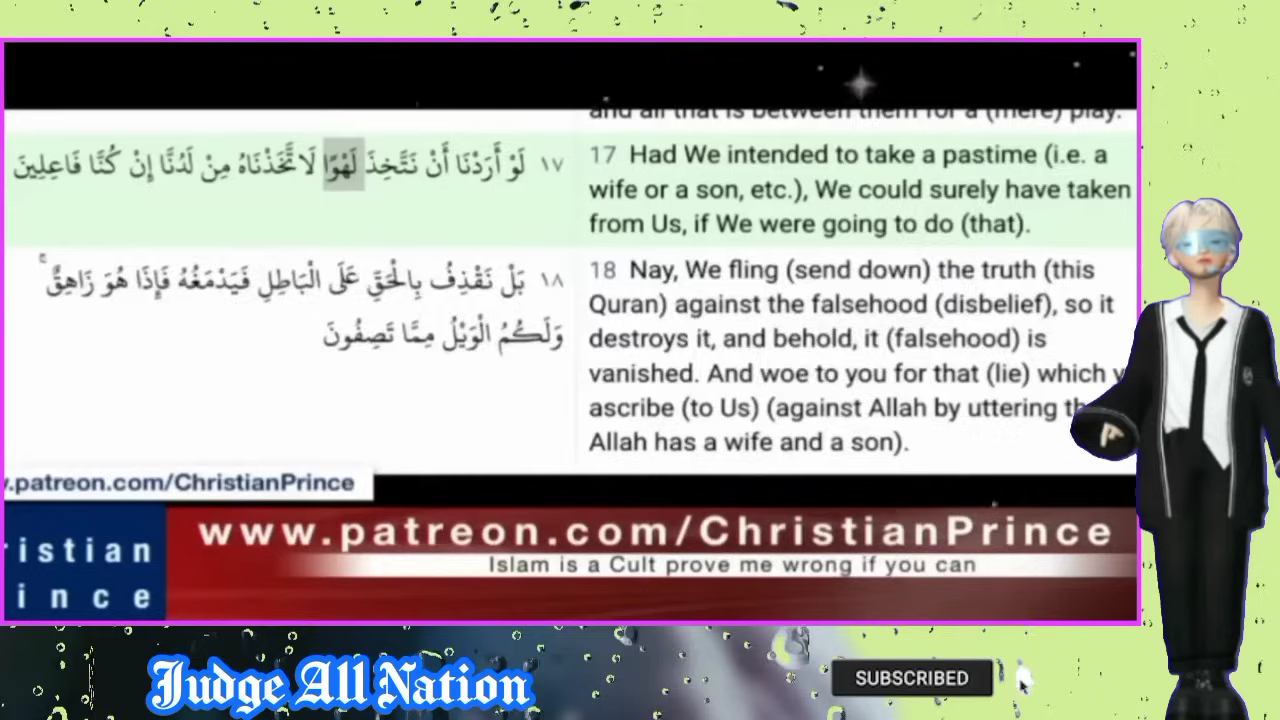 and all that is between them for a (mere) play.
١٧ لَوْ أَرَدْنَا أَنْ نَتَّخِذَ لَهْوًا لَاتَّخَذْنَاهُ مِنْ لَدُنَّا إِنْ كُنَّا فَاعِلِينَ
17 Had We intended to take a pastime (i.e. a
wife or a son, etc.), We could surely have taken
from Us, if We were going to do (that).
١٨ بَلْ نَقْذِفُ بِالْحَقِّ عَلَى الْبَاطِلِ فَيَدْمَغُهُ فَإِذَا هُوَ زَاهِقٌ ۚ
وَلَكُمُ الْوَيْلُ مِمَّا تَصِفُونَ
18 Nay, We fling (send down) the truth (this
Quran) against the falsehood (disbelief), so it
destroys it, and behold, it (falsehood) is
vanished. And woe to you for that (lie) which
ascribe (to Us) (against Allah by uttering
Allah has a wife and a son).
.patreon.com/ChristianPrince
www.patreon.com/ChristianPrince
Islam is a Cult prove me wrong if you can
ristian
ince
Judge All Nation
SUBSCRIBED